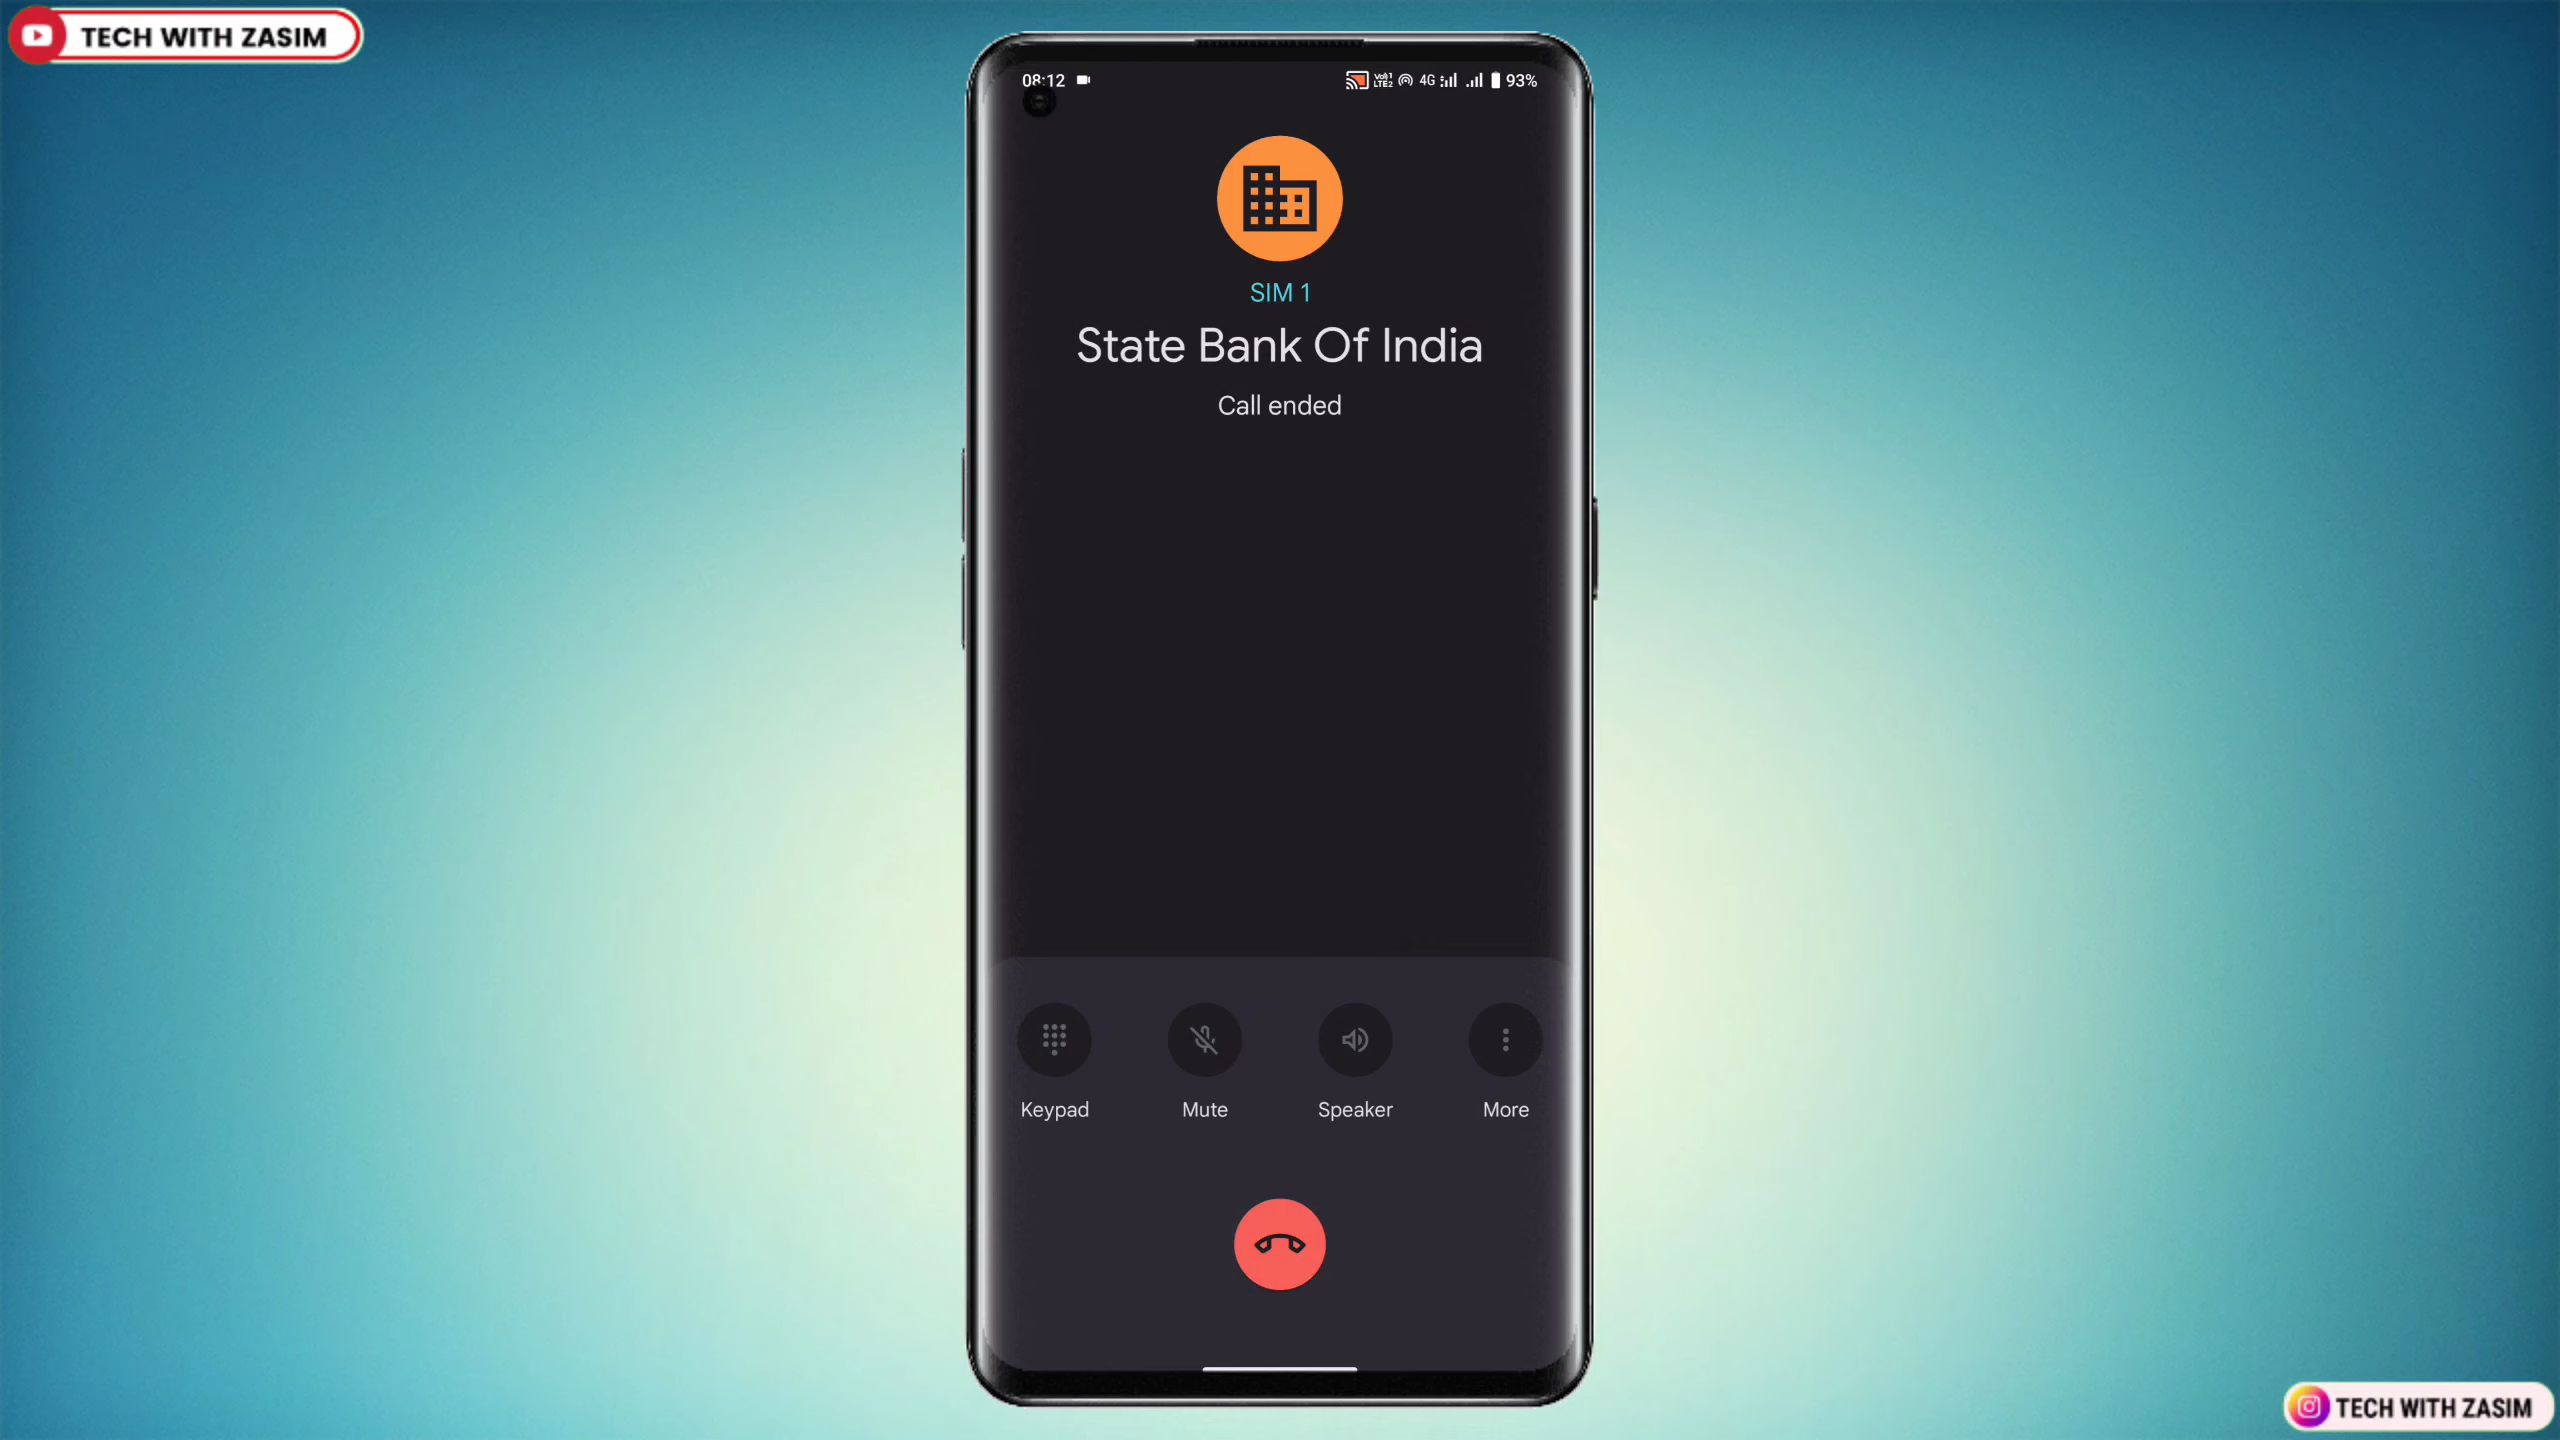 TECH WITH ZASIM
08:12
4G
93%
SIM 1
State Bank Of India
Call ended
Keypad
Mute
Speaker
More
TECH WITH ZASIM